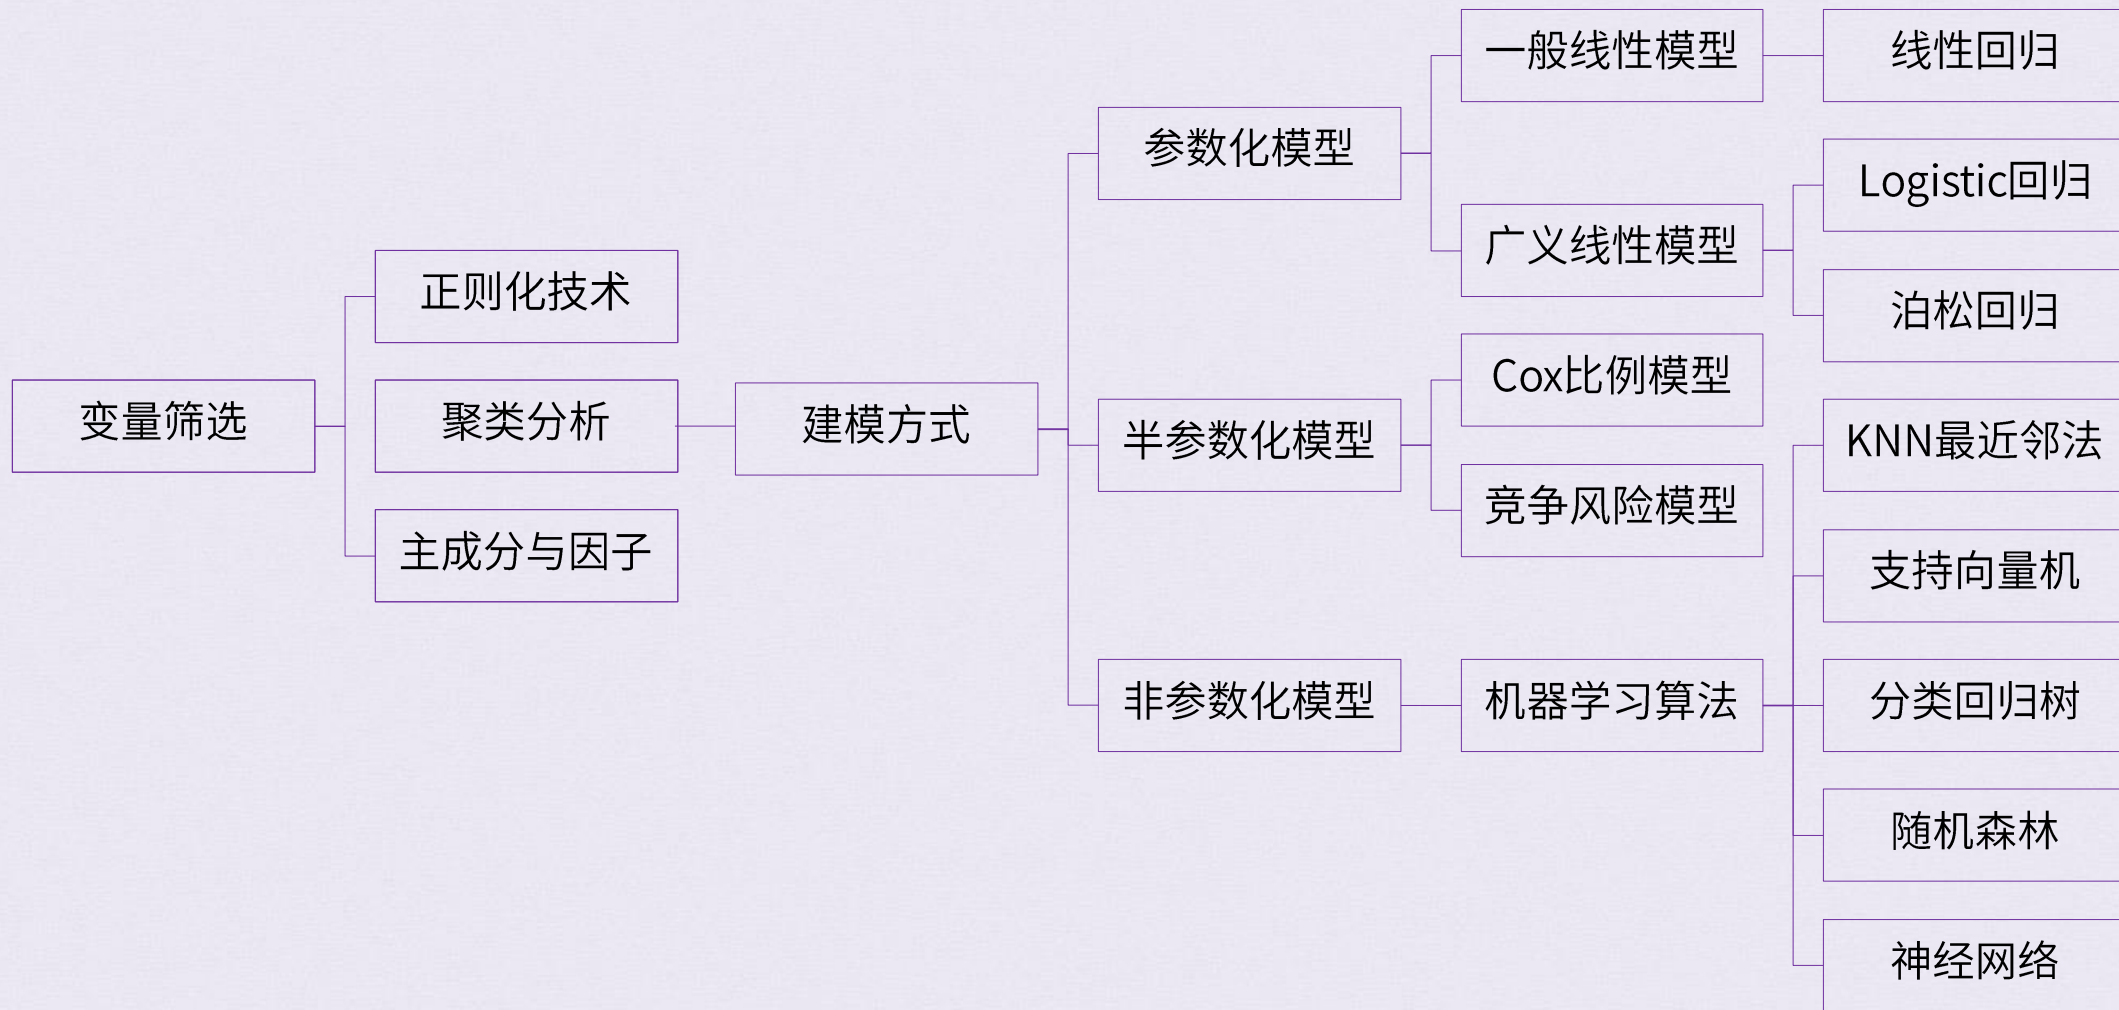 变量筛选
正则化技术
聚类分析
主成分与因子
建模方式
参数化模型
半参数化模型
非参数化模型
一般线性模型
广义线性模型
Cox比例模型
竞争风险模型
机器学习算法
线性回归
Logistic回归
泊松回归
KNN最近邻法
支持向量机
分类回归树
随机森林
神经网络